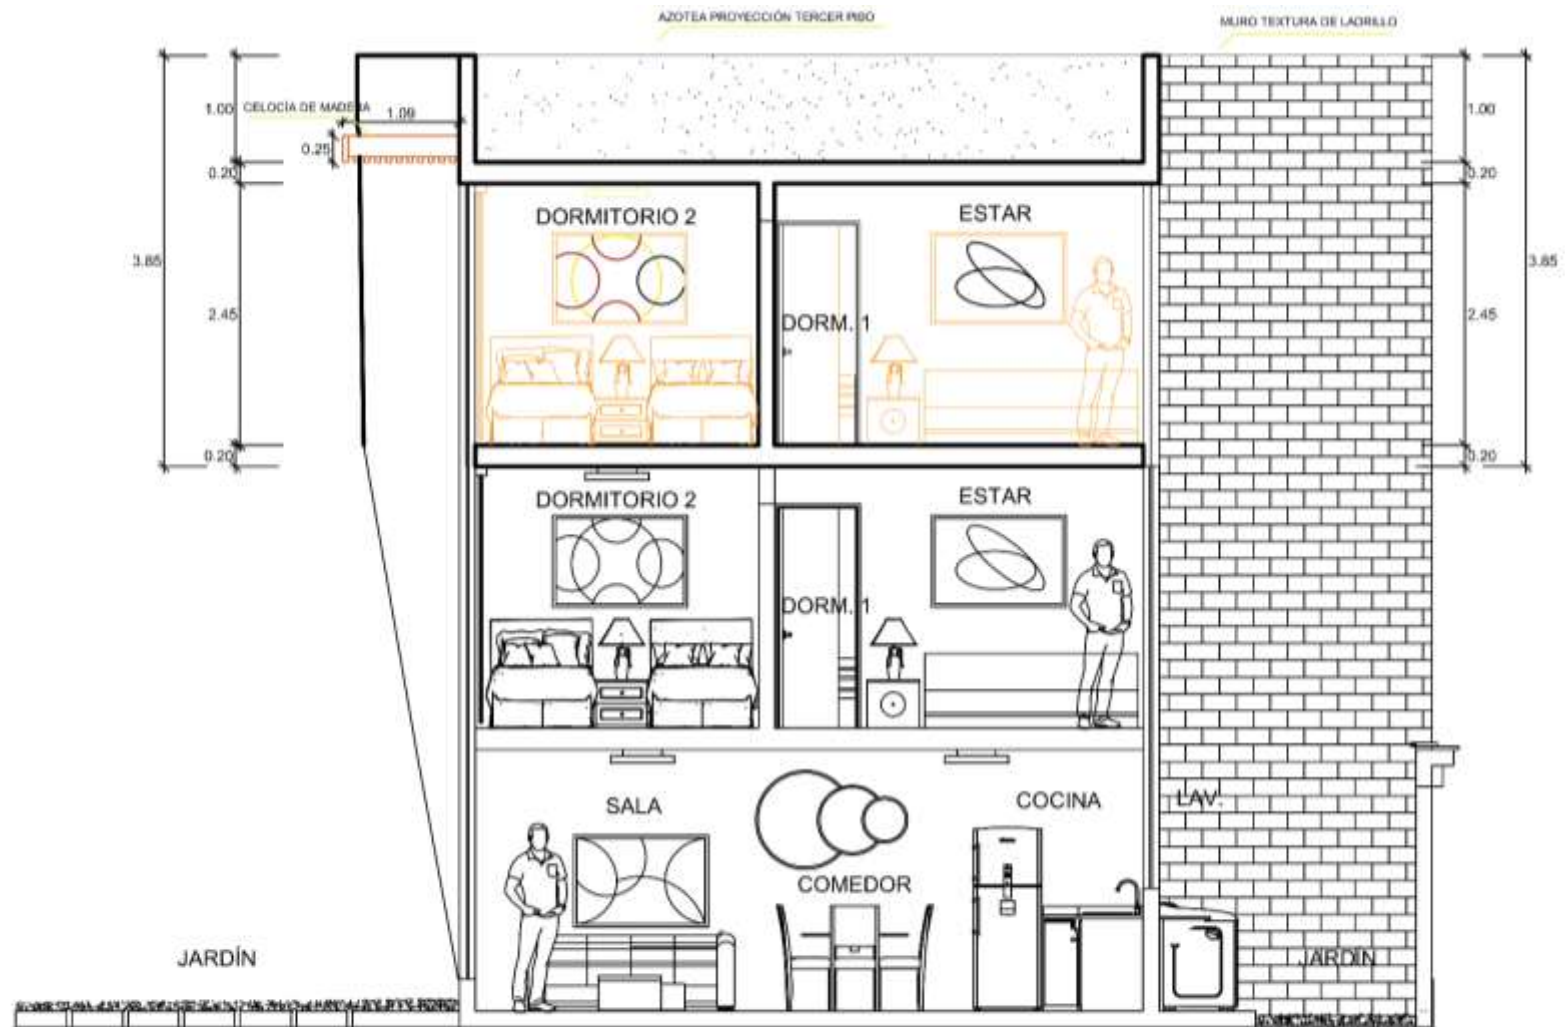 AZOTEA PROYECCIÓN TERCER PISO
MURO TEXTURA DE LADRILLO
1.00
CELOCÍA DE MADERA
1.09
1.00
0.25
0.20
0.20
DORMITORIO 2
ESTAR
3.85
3.85
2.45
DORM. 1
2.45
0.20
0.20
DORMITORIO 2
ESTAR
DORM. 1
SALA
COCINA
LAV.
COMEDOR
JARDÍN
JARDÍN